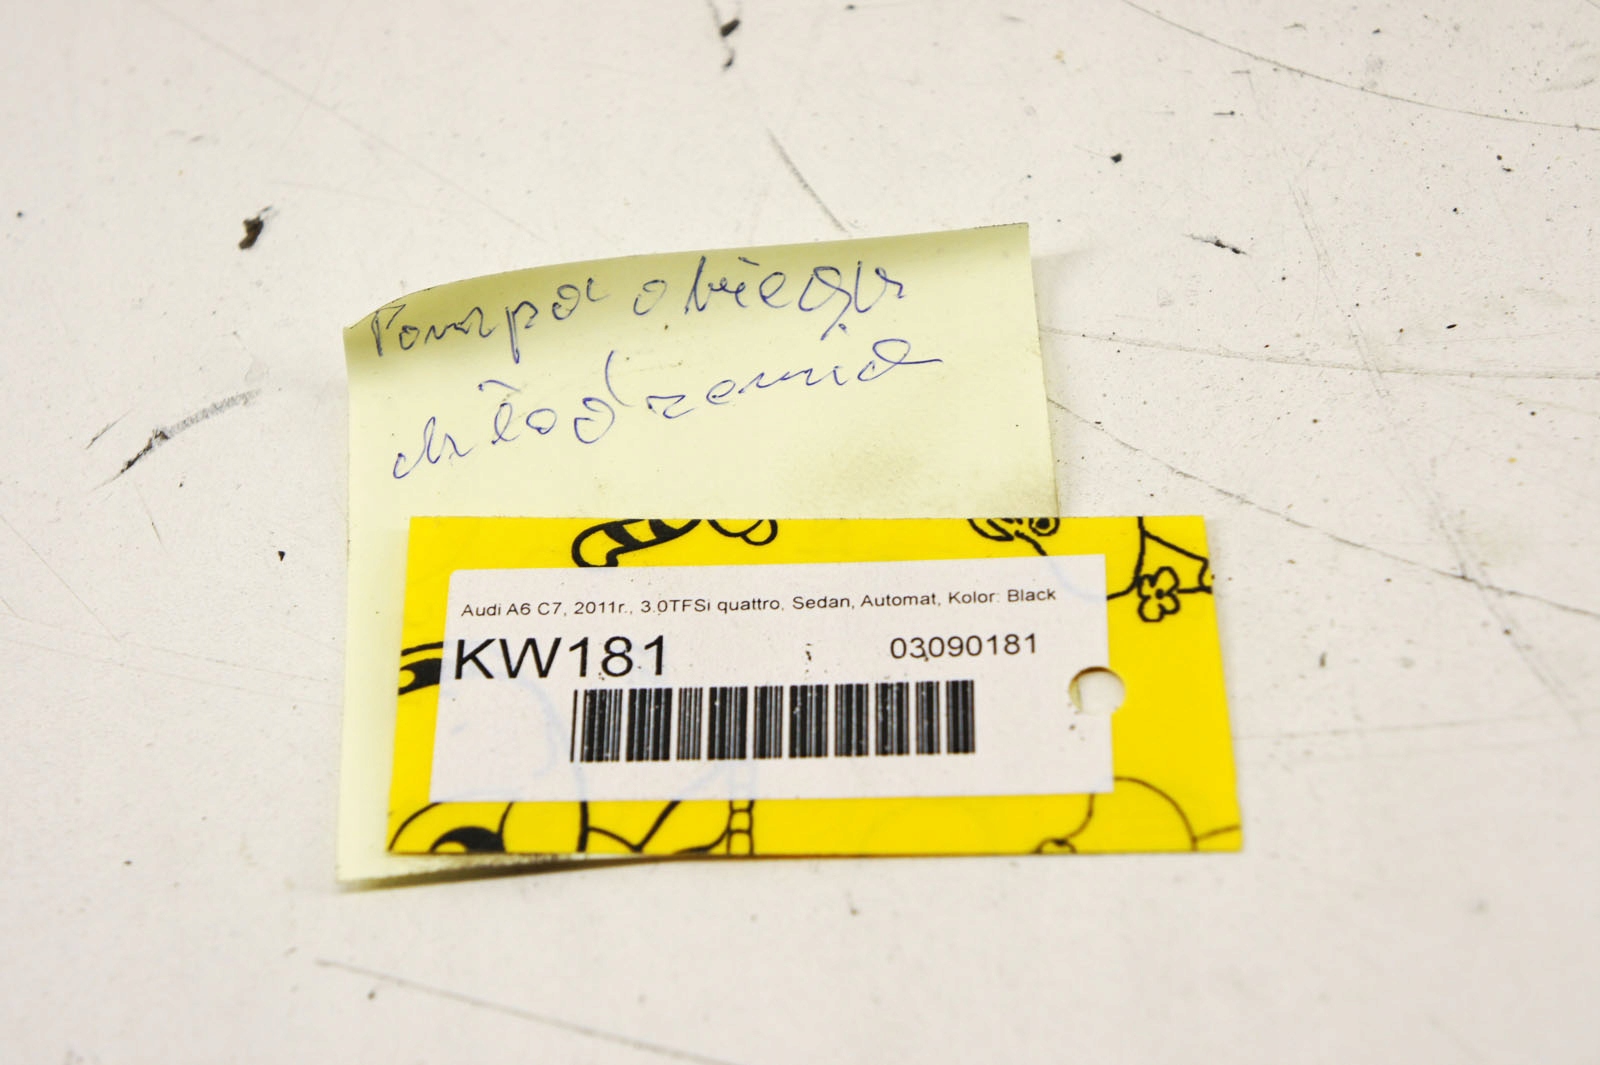 Pompa obiegu
chłodzenia
Audi A6 C7, 2011r., 3.0TFSi quattro, Sedan, Automat, Kolor: Black
KW181
03090181